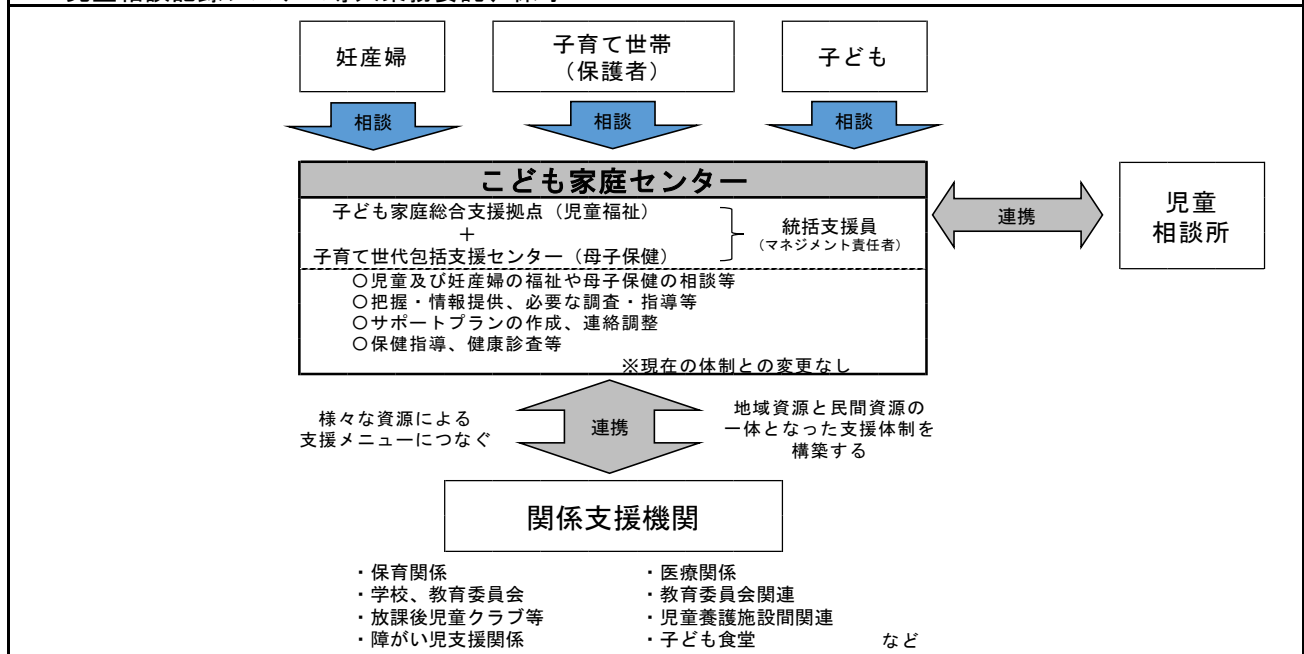 妊産婦
子育て世帯
（保護者）
子ども
相談
相談
相談
こども家庭センター
子ども家庭総合支援拠点（児童福祉）
＋
子育て世代包括支援センター（母子保健）
統括支援員
（マネジメント責任者）
〇児童及び妊産婦の福祉や母子保健の相談等
〇把握・情報提供、必要な調査・指導等
〇サポートプランの作成、連絡調整
〇保健指導、健康診査等
※現在の体制との変更なし
連携
児童
相談所
様々な資源による
支援メニューにつなぐ
連携
地域資源と民間資源の
一体となった支援体制を
構築する
関係支援機関
・保育関係
・学校、教育委員会
・放課後児童クラブ等
・障がい児支援関係
・医療関係
・教育委員会関連
・児童養護施設間関連
・子ども食堂
など